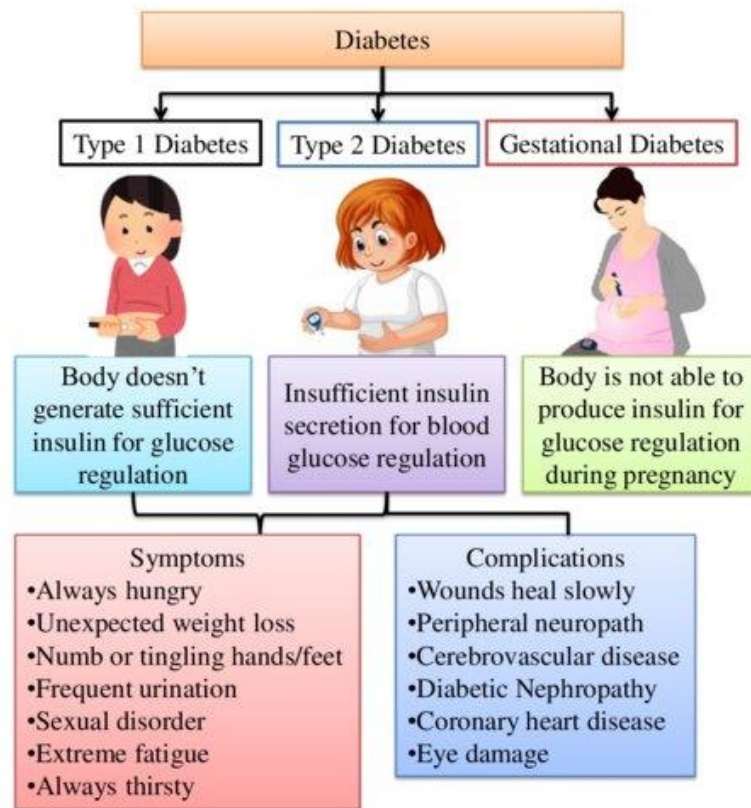 Diabetes
Type 1 Diabetes
Type 2 Diabetes
Gestational Diabetes
Body doesn't
generate sufficient
insulin for glucose
regulation
Insufficient insulin
secretion for blood
glucose regulation
Body is not able to
produce insulin for
glucose regulation
during pregnancy
Symptoms
•Always hungry
•Unexpected weight loss
•Numb or tingling hands/feet
•Frequent urination
•Sexual disorder
•Extreme fatigue
•Always thirsty
Complications
•Wounds heal slowly
•Peripheral neuropath
•Cerebrovascular disease
•Diabetic Nephropathy
•Coronary heart disease
•Eye damage